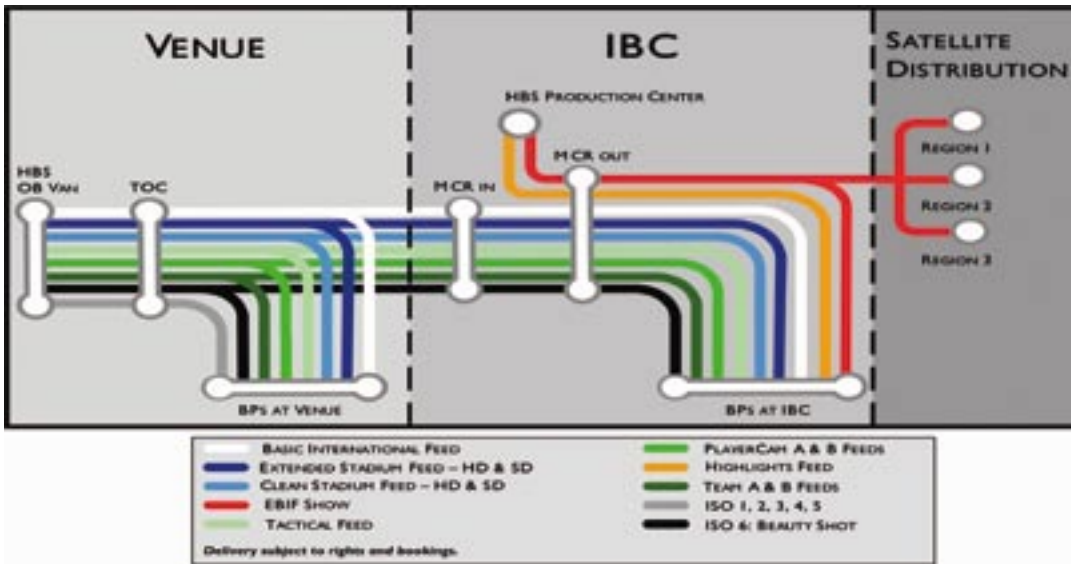 VENUE
IBC
SATELLITE
DISTRIBUTION
HBS PRODUCTION CENTER
MCR OUT
REGION 1
HBS
OB VAN
TOC
MCR IN
REGION 2
REGION 3
BPS AT VENUE
BPS AT IBC
BASIC INTERNATIONAL FEED
EXTENDED STADIUM FEED – HD & SD
CLEAN STADIUM FEED – HD & SD
EBIF SHOW
TACTICAL FEED
PLAYERCAM A & B FEEDS
HIGHLIGHTS FEED
TEAM A & B FEEDS
ISO 1, 2, 3, 4, 5
ISO 6: BEAUTY SHOT
Delivery subject to rights and bookings.